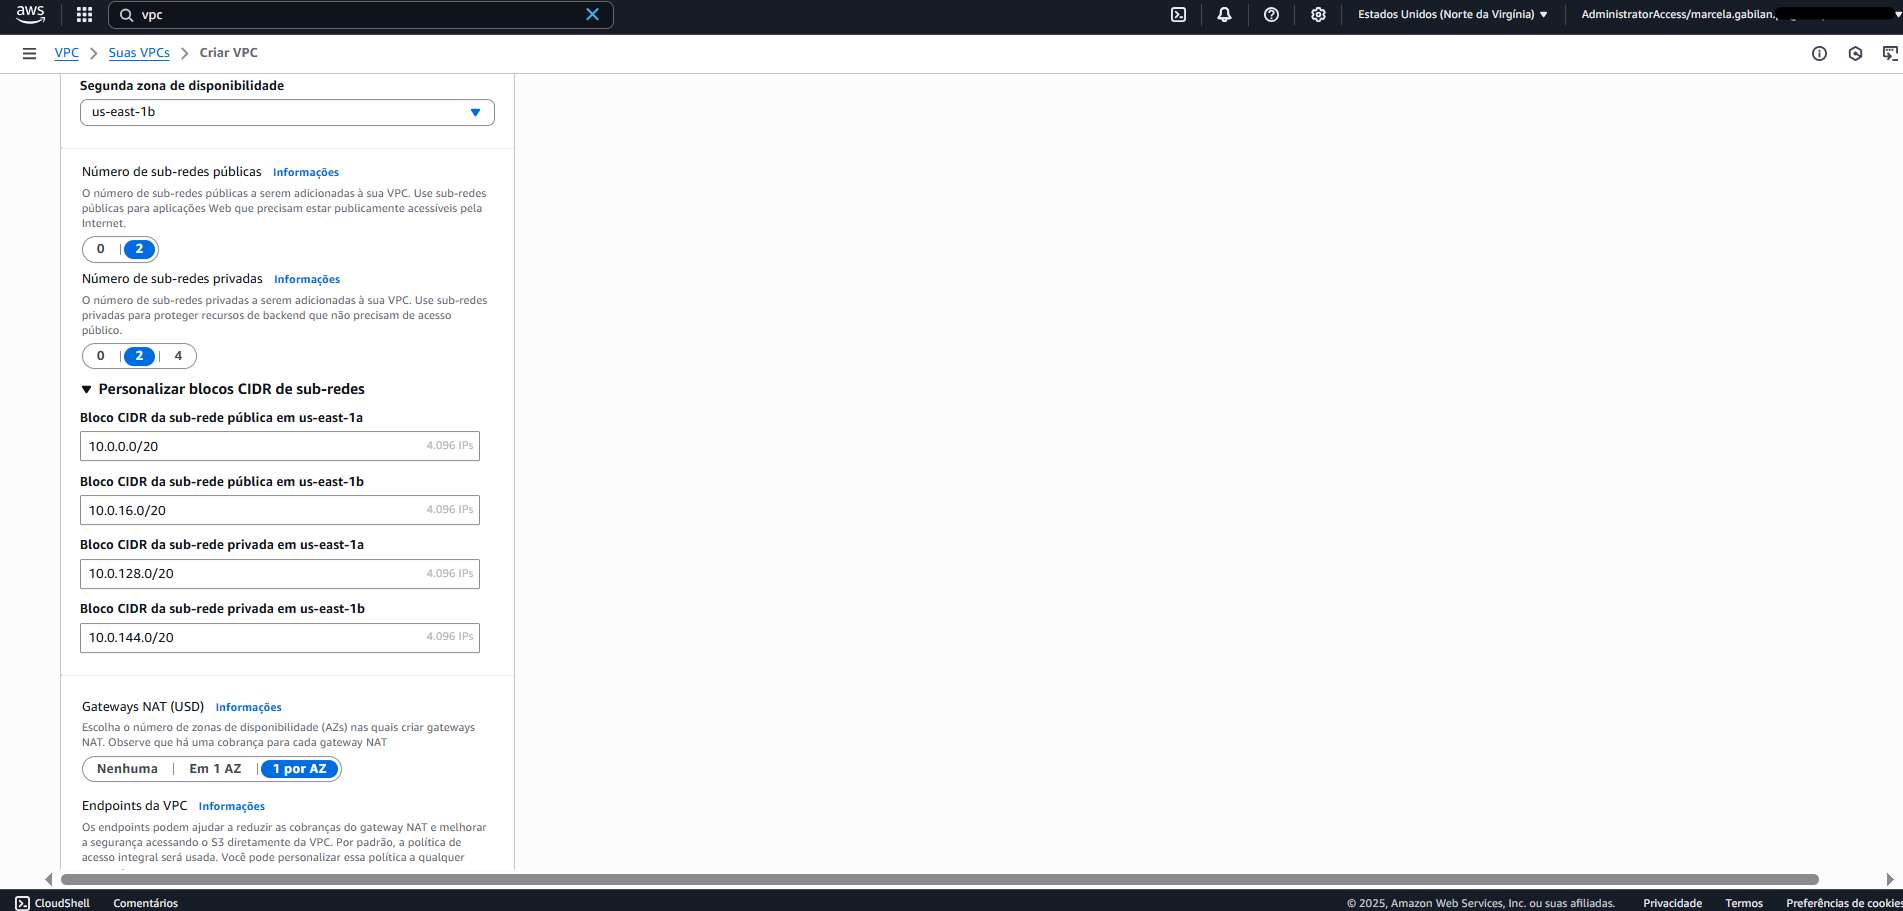 aws
vpc
Estados Unidos (Norte da Virgínia)
AdministratorAccess/marcela.gabilan.
VPC
Suas VPCs
Criar VPC
Segunda zona de disponibilidade
us-east-1b
Número de sub-redes públicas Informações
O número de sub-redes públicas a serem adicionadas à sua VPC. Use sub-redes
públicas para aplicações Web que precisam estar publicamente acessíveis pela
Internet.
0 | 2
Número de sub-redes privadas Informações
O número de sub-redes privadas a serem adicionadas à sua VPC. Use sub-redes
privadas para proteger recursos de backend que não precisam de acesso
público.
0 | 2 | 4
Personalizar blocos CIDR de sub-redes
Bloco CIDR da sub-rede pública em us-east-1a
10.0.0.0/20 4.096 IPs
Bloco CIDR da sub-rede pública em us-east-1b
10.0.16.0/20 4.096 IPs
Bloco CIDR da sub-rede privada em us-east-1a
10.0.128.0/20 4.096 IPs
Bloco CIDR da sub-rede privada em us-east-1b
10.0.144.0/20 4.096 IPs
Gateways NAT (USD) Informações
Escolha o número de zonas de disponibilidade (AZs) nas quais criar gateways
NAT. Observe que há uma cobrança para cada gateway NAT
Nenhuma | Em 1 AZ | 1 por AZ
Endpoints da VPC Informações
Os endpoints podem ajudar a reduzir as cobranças do gateway NAT e melhorar
a segurança acessando o S3 diretamente da VPC. Por padrão, a política de
acesso integral será usada. Você pode personalizar essa política a qualquer
CloudShell
Comentários
© 2025, Amazon Web Services, Inc. ou suas afiliadas.
Privacidade
Termos
Preferências de cookies